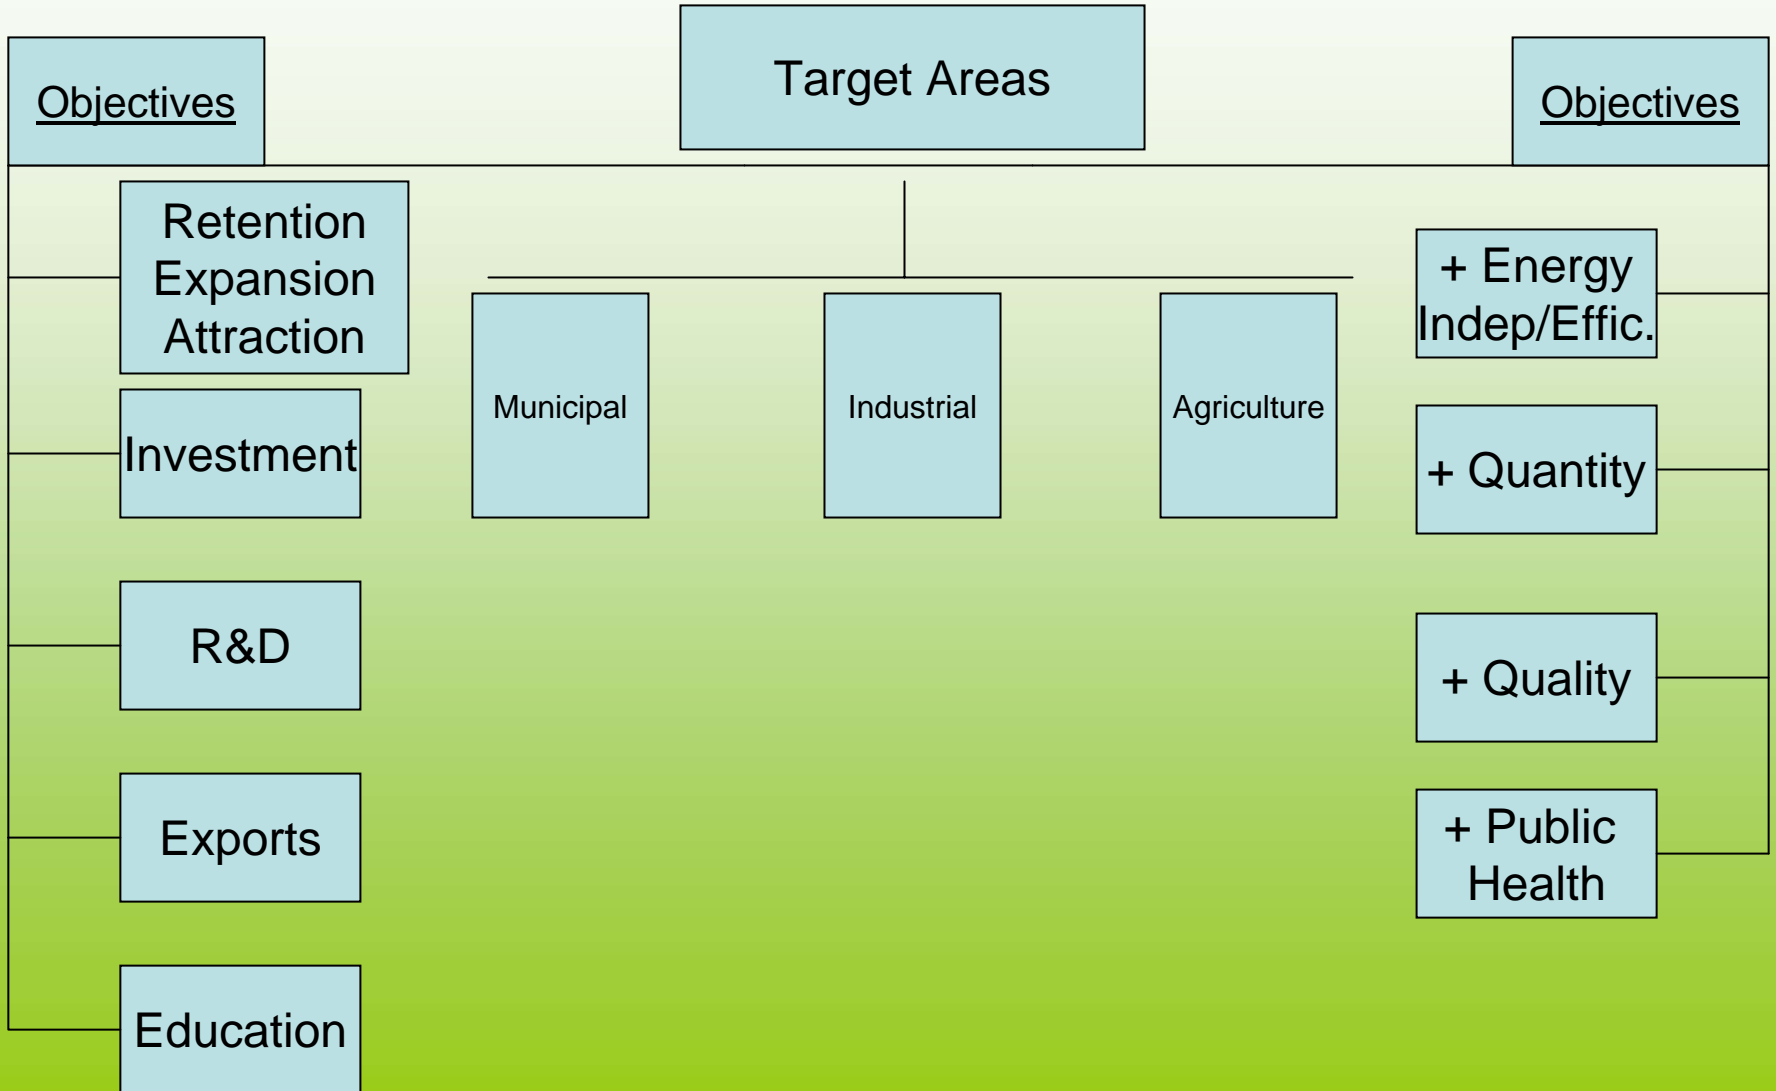 Target Areas
Objectives
Objectives
Retention
Expansion
Attraction
Investment
R&D
Exports
Education
Municipal
Industrial
Agriculture
+ Energy
Indep/Effic.
+ Quantity
+ Quality
+ Public
Health